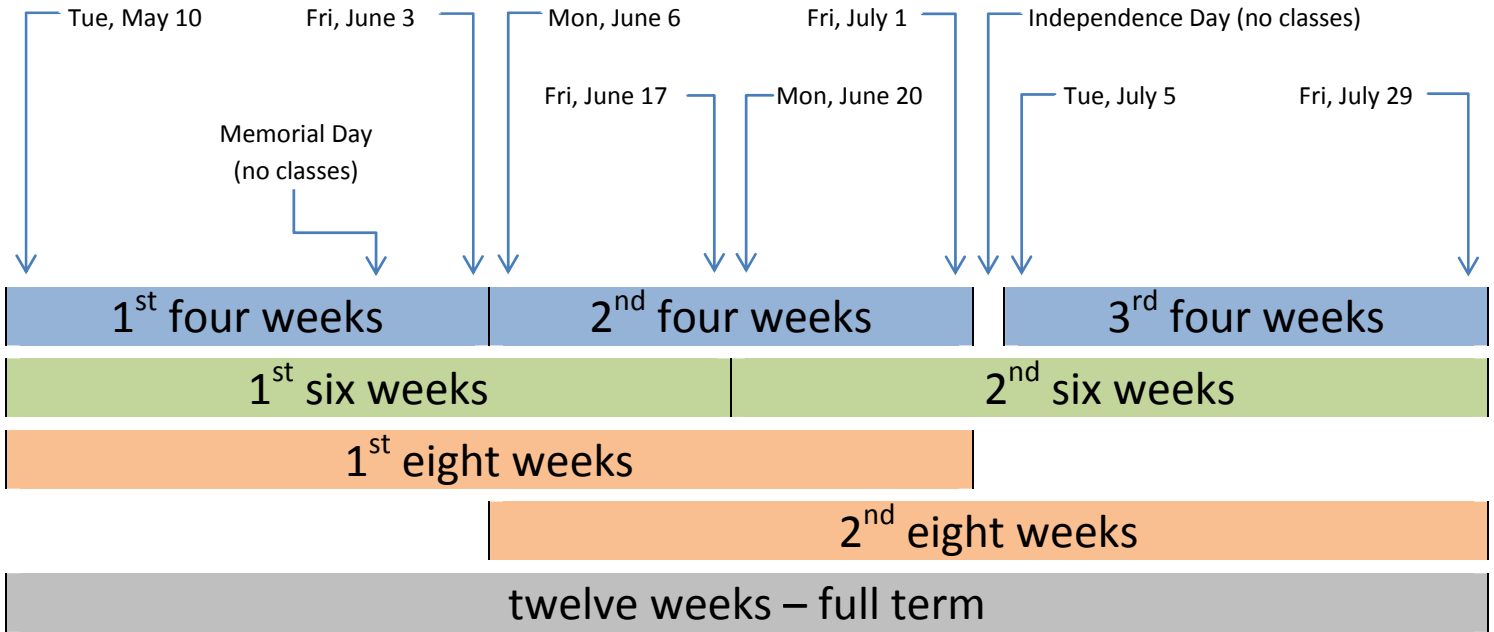 Tue, May 10
Fri, June 3
Mon, June 6
Fri, July 1
Independence Day (no classes)
Fri, June 17
Mon, June 20
Tue, July 5
Fri, July 29
Memorial Day
(no classes)
1st four weeks
2nd four weeks
3rd four weeks
1st six weeks
2nd six weeks
1st eight weeks
2nd eight weeks
twelve weeks – full term